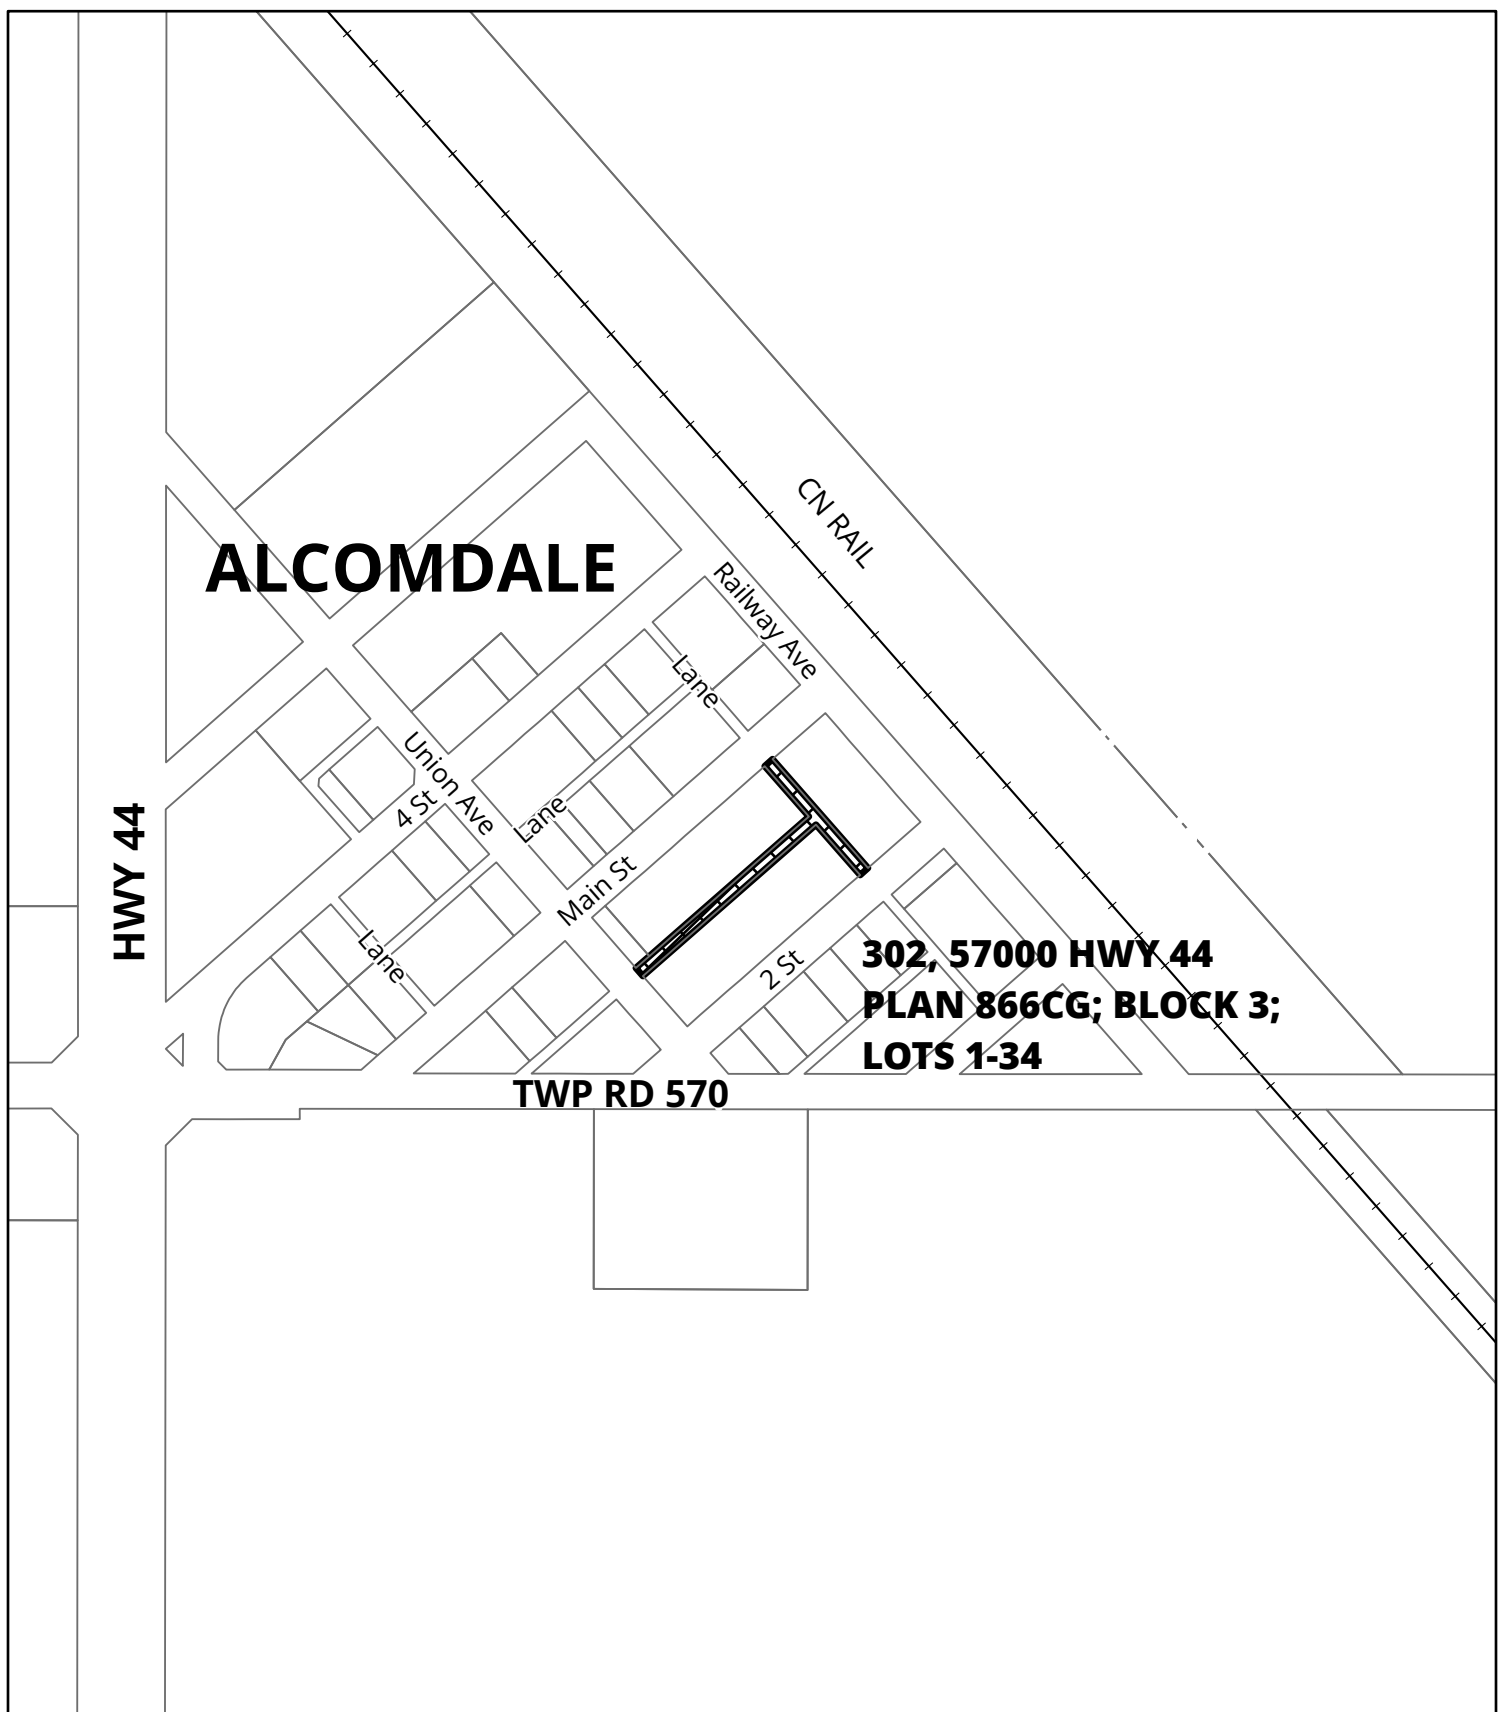 CN RAIL
ALCOMDALE
Railway Ave
Lane
Union Ave
4 St
Lane
HWY 44
Main St
Lane
2 St
302, 57000 HWY 44
PLAN 866CG; BLOCK 3;
LOTS 1-34
TWP RD 570